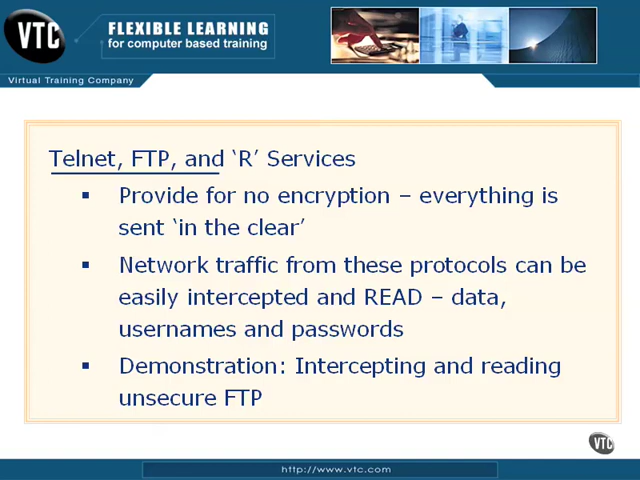 VTC
FLEXIBLE LEARNING
for computer based training
Virtual Training Company
Telnet, FTP, and ‘R’ Services
▪ Provide for no encryption – everything is
sent ‘in the clear’
▪ Network traffic from these protocols can be
easily intercepted and READ – data,
usernames and passwords
▪ Demonstration: Intercepting and reading
unsecure FTP
VTC
http://www.vtc.com